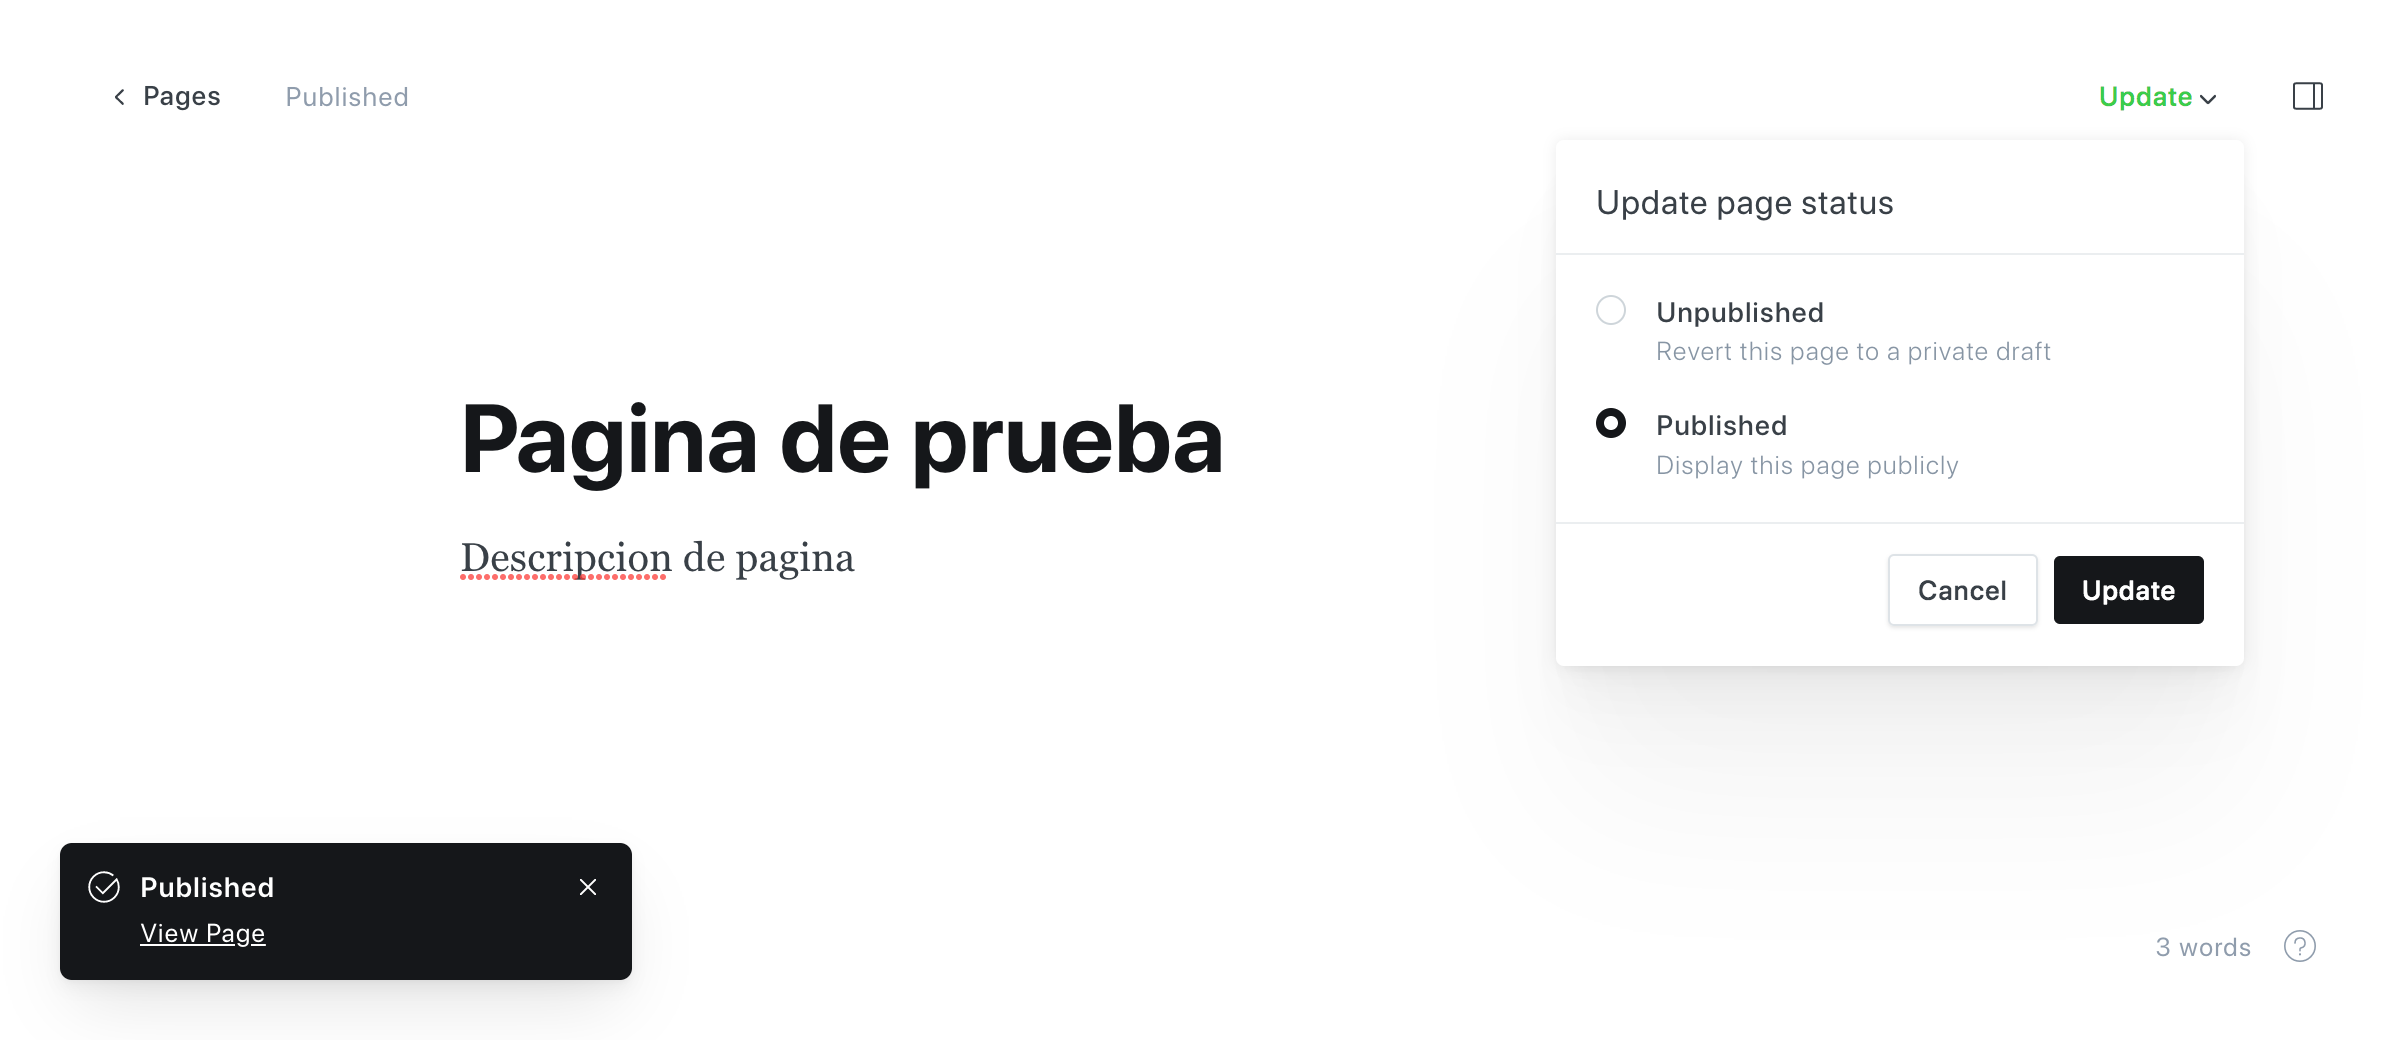 Pages
Published
Update
Update page status
Unpublished
Revert this page to a private draft
Published
Display this page publicly
Cancel
Update
Pagina de prueba
Descripcion de pagina
Published
View Page
3 words
?